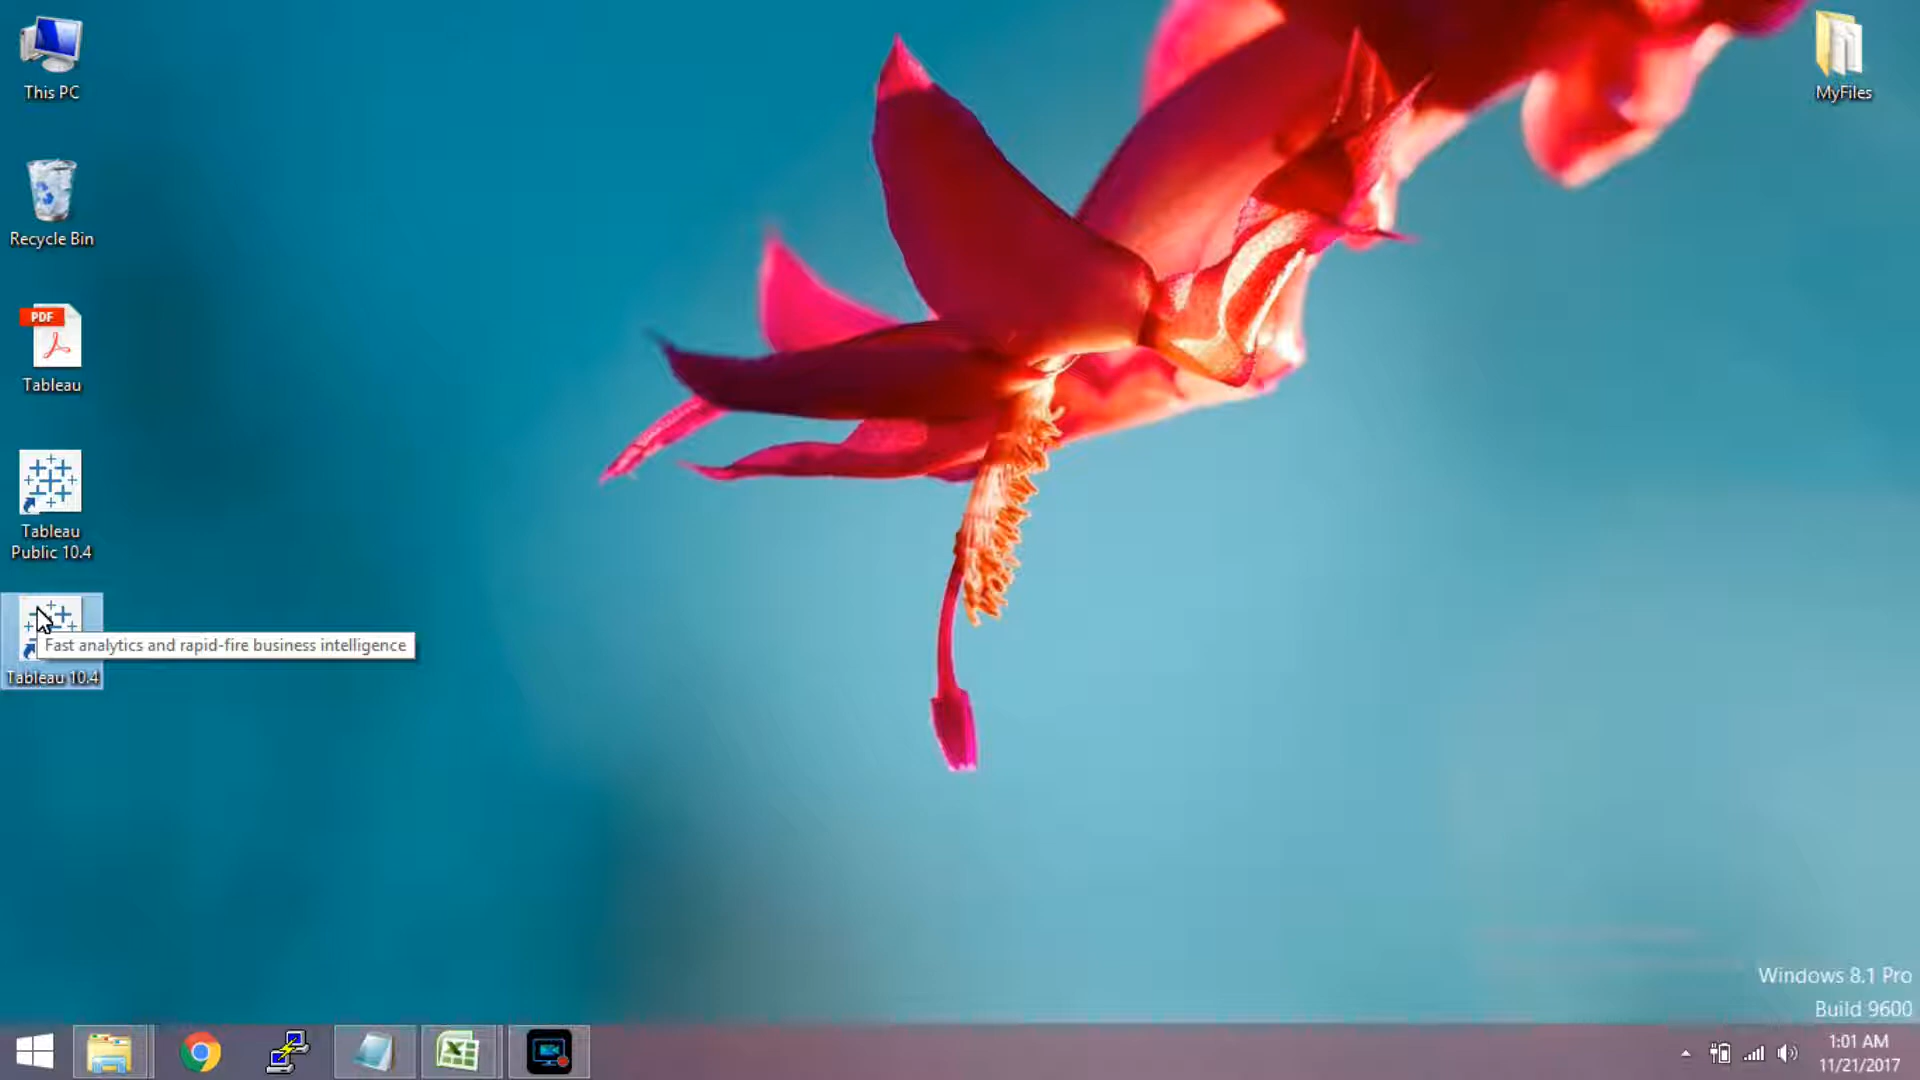 This PC
MyFiles
Recycle Bin
PDF
Tableau
Tableau
Public 10.4
Fast analytics and rapid-fire business intelligence
Tableau 10.4
Windows 8.1 Pro
Build 9600
1:01 AM
11/21/2017